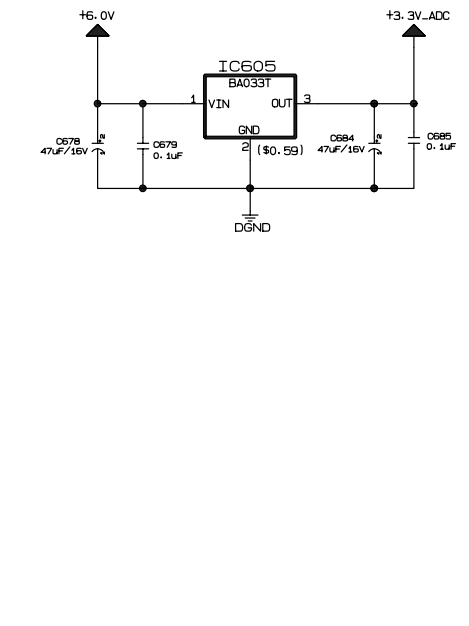 +6.0V
+3.3V_ADC
IC605
BA033T
1
VIN
OUT
3
GND
2
($0.59)
C678
47uF/16V
C679
0.1uF
C684
47uF/16V
C685
0.1uF
DGND